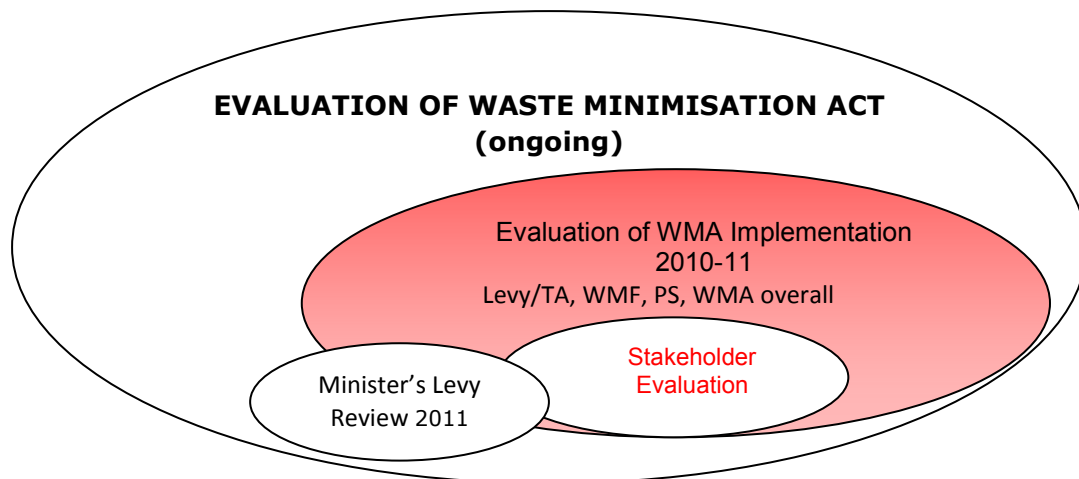 EVALUATION OF WASTE MINIMISATION ACT
(ongoing)
Evaluation of WMA Implementation
2010-11
Levy/TA, WMF, PS, WMA overall
Stakeholder
Evaluation
Minister’s Levy
Review 2011